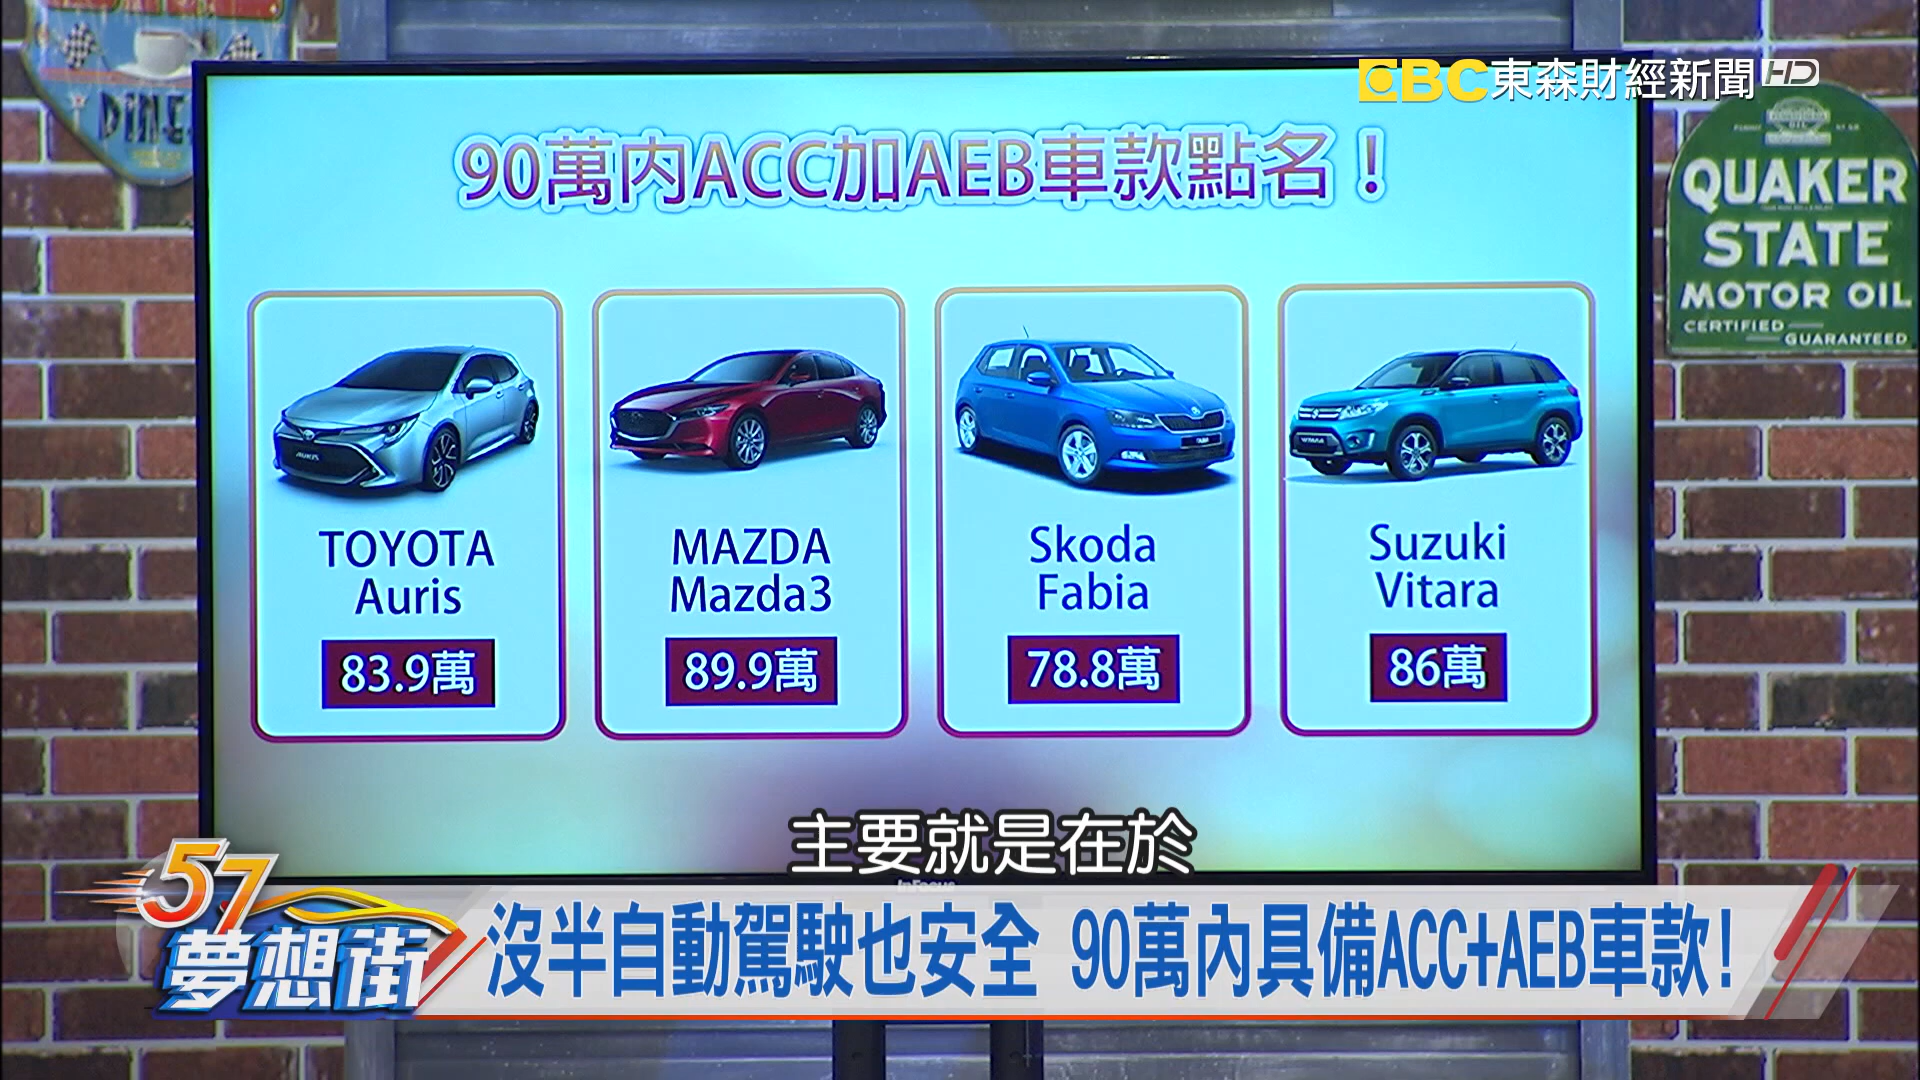 EBC東森財經新聞HD
DINE
90萬內ACC加AEB車款點名！
QUAKER
STATE
MOTOR OIL
CERTIFIED
GUARANTEED
TOYOTA
Auris
83.9萬
MAZDA
Mazda3
89.9萬
Skoda
Fabia
78.8萬
Suzuki
Vitara
86萬
主要就是在於
InFocus
57
夢想街
沒半自動駕駛也安全 90萬內具備ACC+AEB車款!